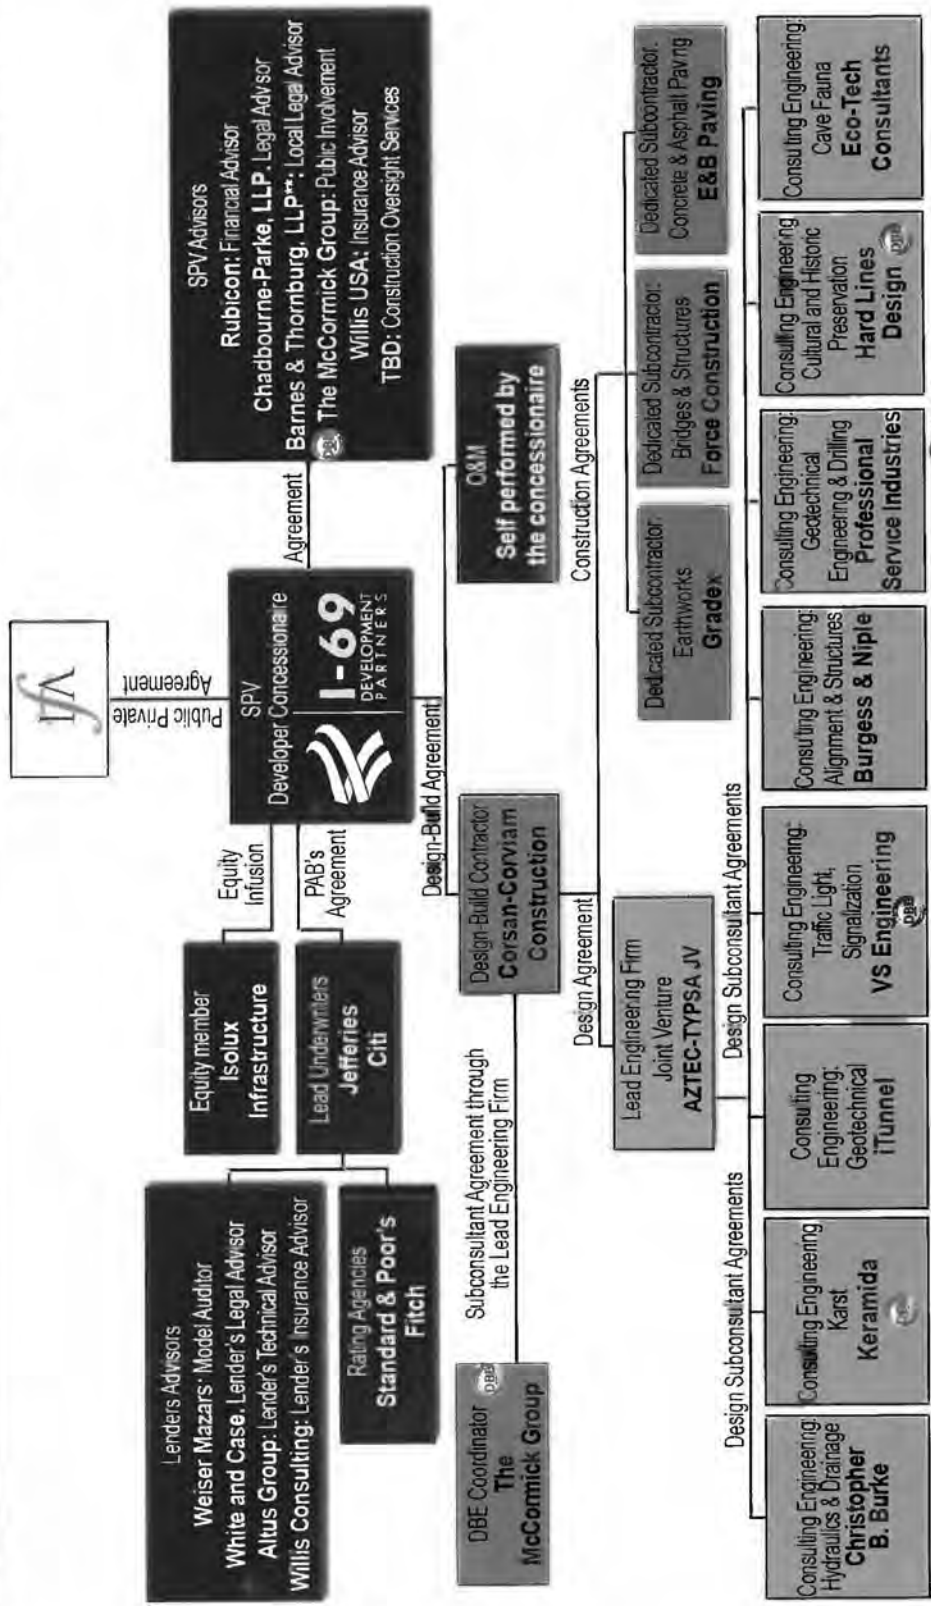 VfI
Public Private
Agreement
SPV
Developer Concessionaire
I-69
DEVELOPMENT
PARTNERS
Agreement
SPV Advisors
Rubicon: Financial Advisor
Chadbourne-Parke, LLP. Legal Advisor
Barnes & Thornburg, LLP**: Local Legal Advisor
DBE The McCormick Group: Public Involvement
Willis USA: Insurance Advisor
TBD: Construction Oversight Services
Equity
Infusion
PAB's
Agreement
Equity member
Isolux
Infrastructure
Lead Underwriters
Jefferies
Citi
Lenders Advisors
Weiser Mazars: Model Auditor
White and Case. Lender's Legal Advisor
Altus Group: Lender's Technical Advisor
Willis Consulting: Lender's Insurance Advisor
Rating Agencies
Standard & Poor's
Fitch
Design-Build Agreement
O&M
Self performed by
the concessionaire
Design-Build Contractor
Corsan-Corviam
Construction
Subconsultant Agreement through
the Lead Engineering Firm
DBE Coordinator
The
McCormick Group
DBE
Design Agreement
Construction Agreements
Lead Engineering Firm
Joint Venture
AZTEC-TYPSA JV
Dedicated Subcontractor.
Earthworks
Gradex
Dedicated Subcontractor:
Bridges & Structures
Force Construction
Dedicated Subcontractor.
Concrete & Asphalt Paving
E&B Paving
Design Subconsultant Agreements
Design Subconsultant Agreements
Consulting Engineering:
Hydraulics & Drainage
Christopher
B. Burke
Consulting Engineering
Karst
Keramida
DBE
Consulting
Engineering:
Geotechnical
iTunnel
Consulting Engineering:
Traffic Light,
Signalization
VS Engineering
DBE
Consulting Engineering:
Alignment & Structures
Burgess & Niple
Consulting Engineering:
Geotechnical
Engineering & Drilling
Professional
Service Industries
Consulting Engineering
Cultural and Historic
Preservation
Hard Lines
Design
DBE
Consulting Engineering:
Cave Fauna
Eco-Tech
Consultants